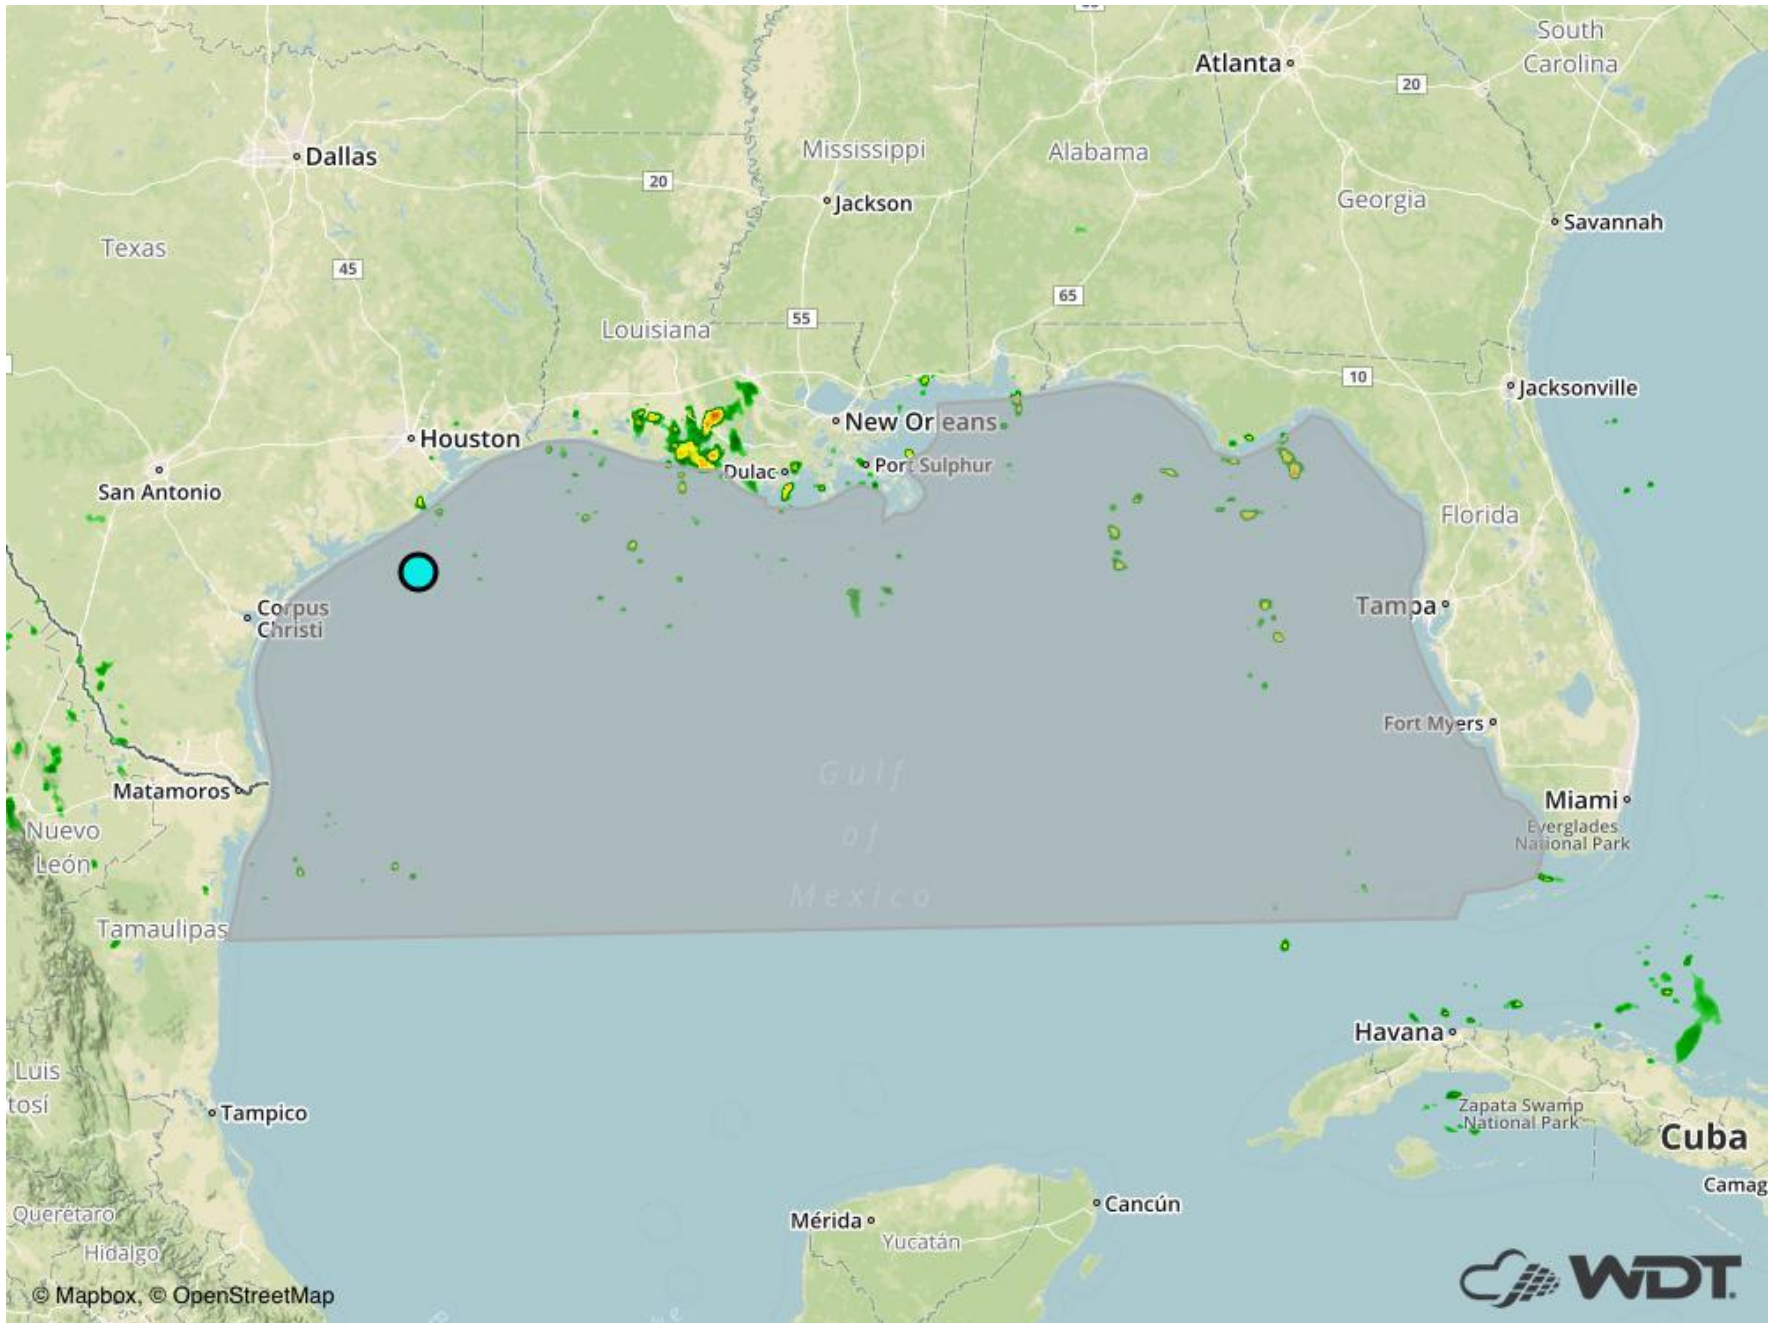 South
Carolina
Atlanta
20
Dallas
Mississippi
Alabama
20
Jackson
Georgia
Savannah
Texas
45
65
55
Louisiana
10
Jacksonville
New Orleans
Houston
Dulac
Port Sulphur
San Antonio
Florida
Corpus
Christi
Tampa
Fort Myers
Gulf
of
Mexico
Matamoros
Miami
Everglades
National Park
Nuevo
León
Tamaulipas
Havana
Luis
tosí
Tampico
Zapata Swamp
National Park
Cuba
Camag
Mérida
Cancún
Yucatán
Querétaro
Hidalgo
© Mapbox, © OpenStreetMap
WDT